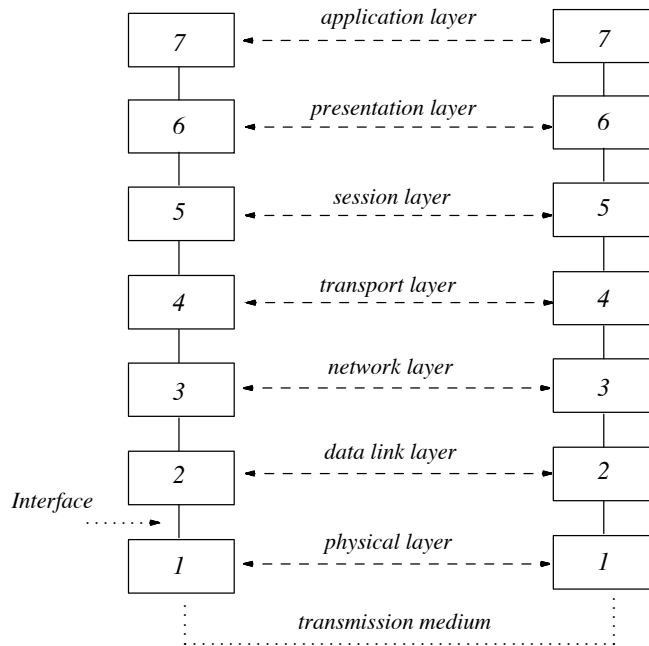 application layer
7 7
presentation layer
6 6
session layer
5 5
transport layer
4 4
network layer
3 3
data link layer
2 2
Interface
physical layer
1 1
transmission medium